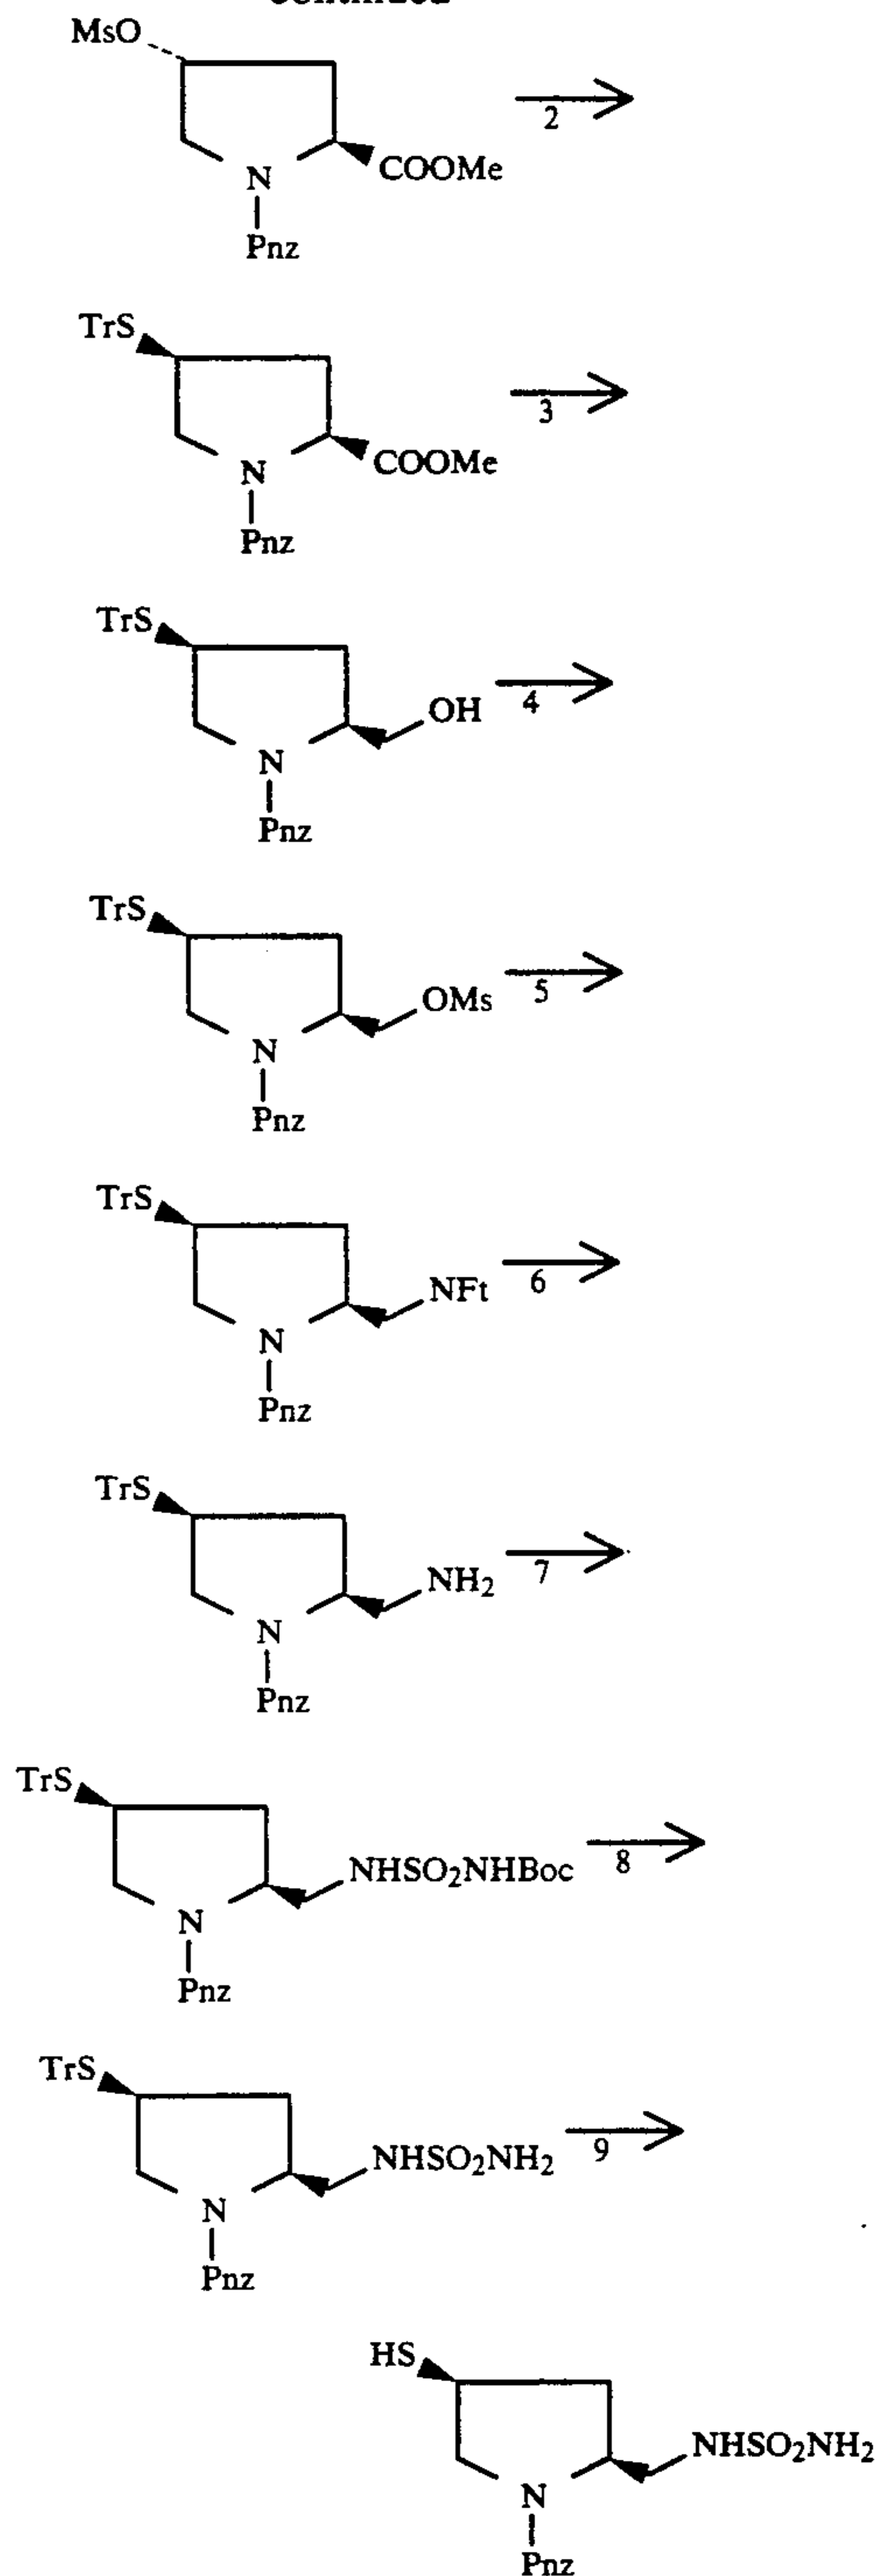 MsO
2
COOMe
N
Pnz
TrS
3
COOMe
N
Pnz
TrS
OH
4
N
Pnz
TrS
OMs
5
N
Pnz
TrS
NFt
6
N
Pnz
TrS
NH2
7
N
Pnz
TrS
NHSO2NHBoc
8
N
Pnz
TrS
NHSO2NH2
9
N
Pnz
HS
NHSO2NH2
N
Pnz